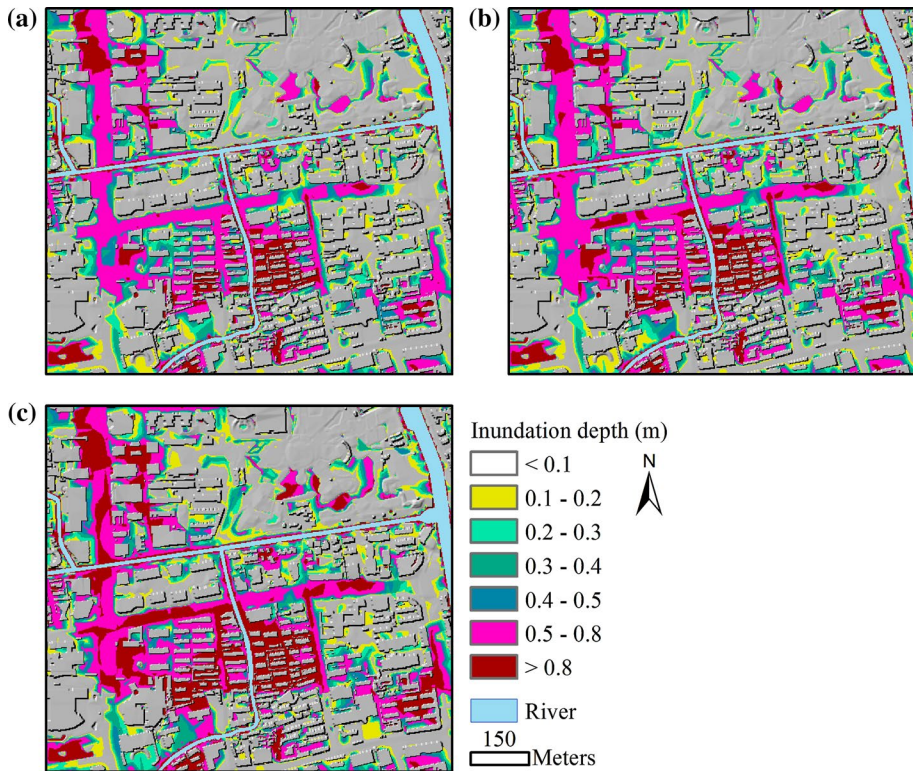 (a)
(b)
(c)
Inundation depth (m)
N
< 0.1
0.1 - 0.2
0.2 - 0.3
0.3 - 0.4
0.4 - 0.5
0.5 - 0.8
> 0.8
River
150
Meters